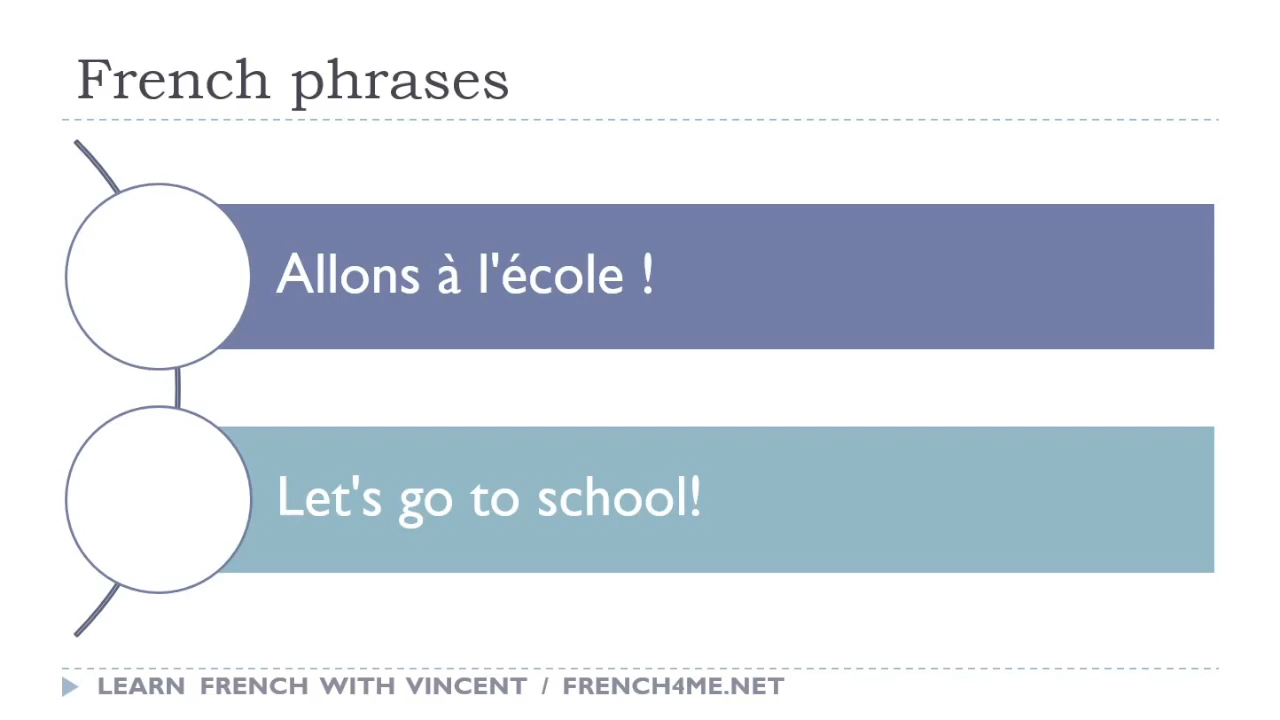 French phrases
Allons à l'école !
Let's go to school!
LEARN FRENCH WITH VINCENT / FRENCH4ME.NET